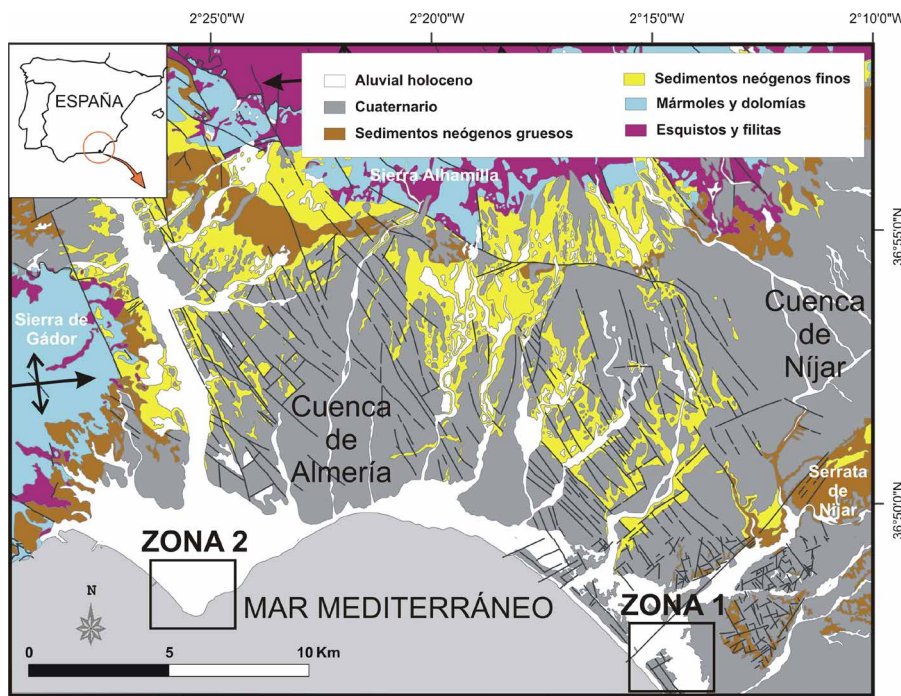 2°25'0"W
2°20'0"W
2°15'0"W
2°10'0"W
ESPAÑA
Aluvial holoceno
Cuaternario
Sedimentos neógenos gruesos
Sedimentos neógenos finos
Mármoles y dolomías
Esquistos y filitas
Sierra Alhamilla
36°55'0"N
Sierra de
Gádor
Cuenca
de
Níjar
Cuenca
de
Almería
Serrata
de
Níjar
36°50'0"N
ZONA 2
MAR MEDITERRÁNEO
ZONA 1
N
0
5
10 Km